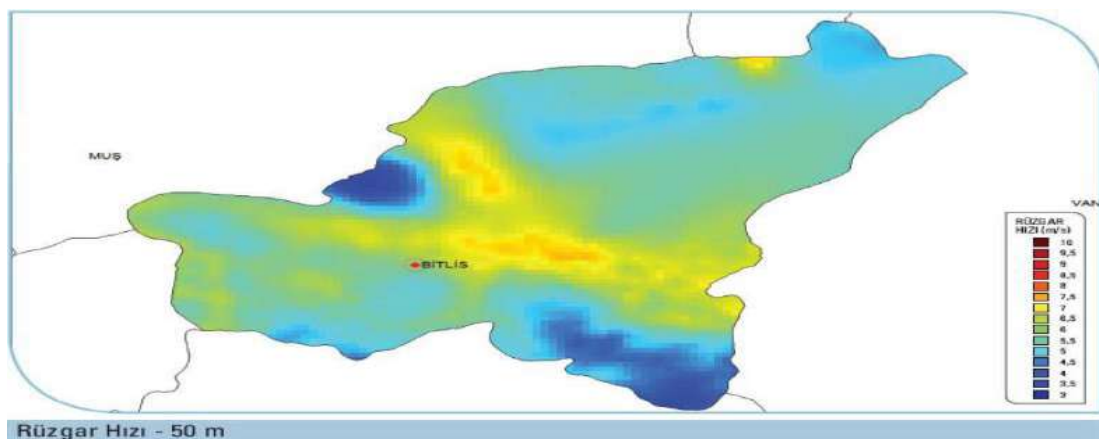 MUŞ
VAN
RÜZGAR
HIZI (m/s)
10
9,5
9
8,5
8
7,5
7
6,5
6
5,5
5
4,5
4
3,5
3
BİTLİS
Rüzgar Hızı - 50 m